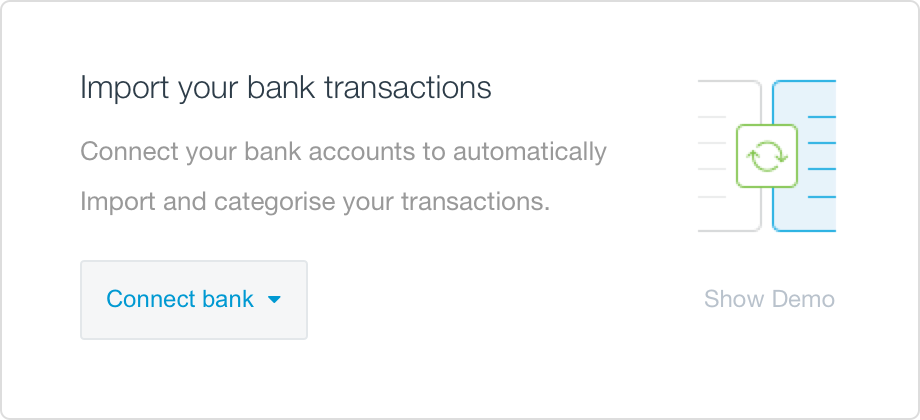 Import your bank transactions
Connect your bank accounts to automatically
Import and categorise your transactions.
Connect bank
Show Demo